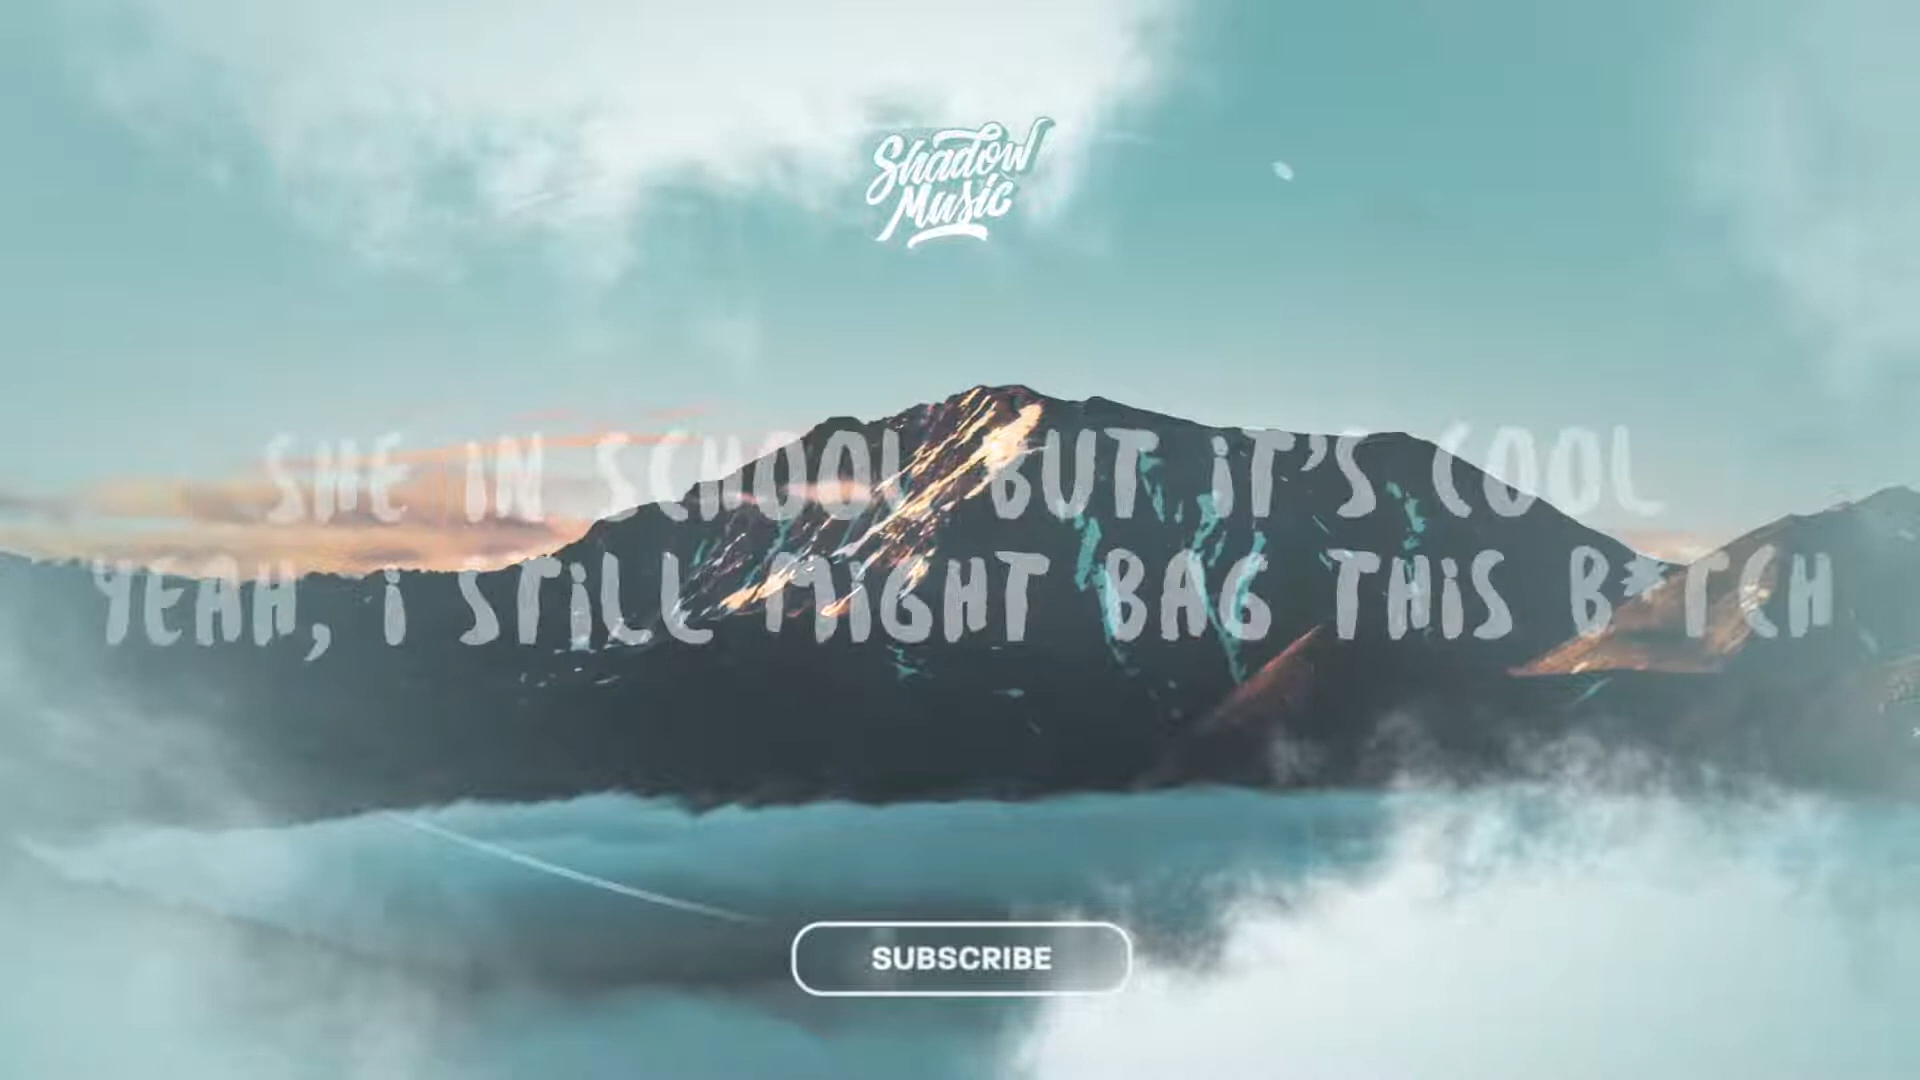 Shadow
Music
SHE IN SCHOOL BUT iT'S COOL
YEAH, i STiLL MiGHT BAG THiS B*TCH
SUBSCRIBE